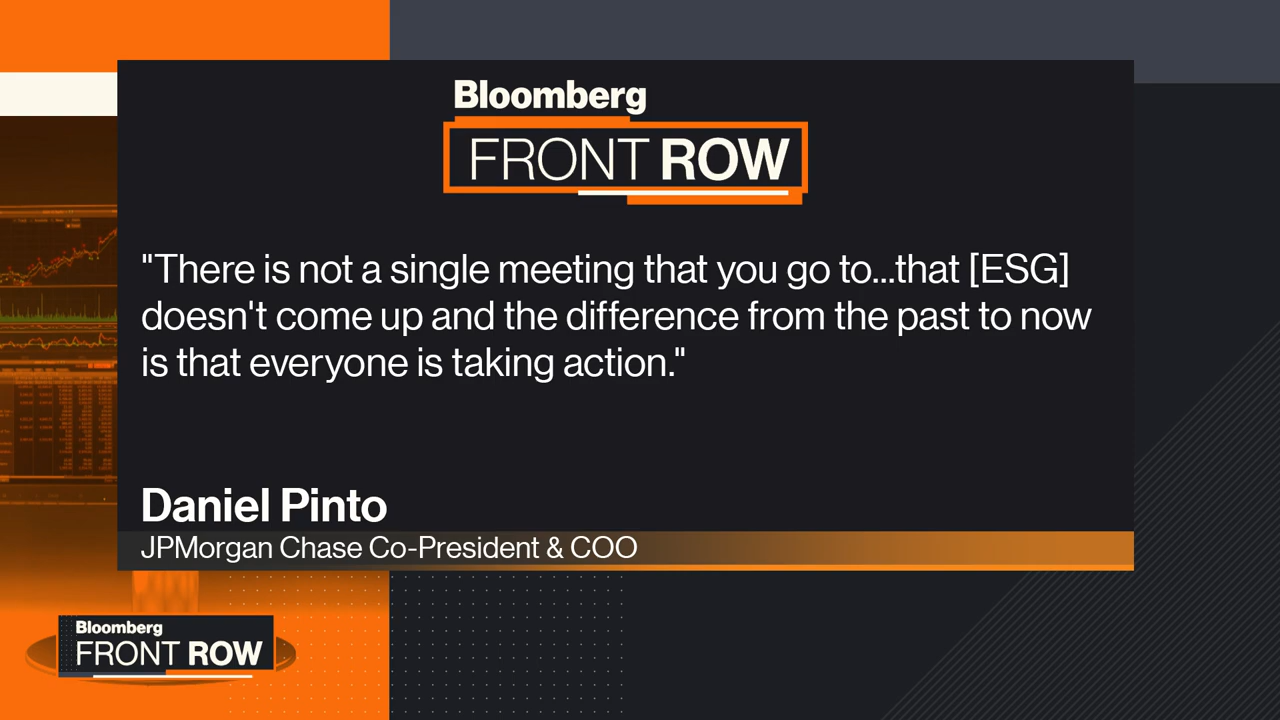 Bloomberg
FRONT ROW
"There is not a single meeting that you go to...that [ESG]
doesn't come up and the difference from the past to now
is that everyone is taking action."
Daniel Pinto
JPMorgan Chase Co-President & COO
Bloomberg
FRONT ROW